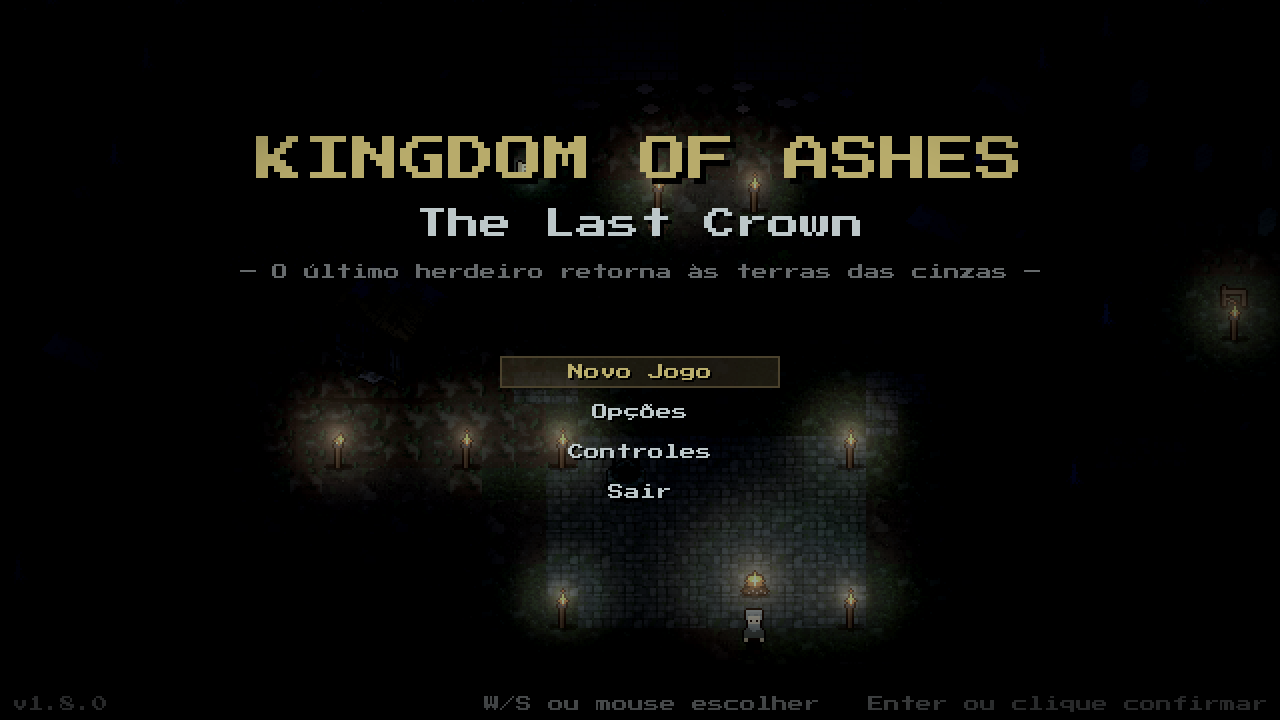 KINGDOM OF ASHES
The Last Crown
— O último herdeiro retorna às terras das cinzas —
Novo Jogo
Opções
Controles
Sair
v1.8.0
W/S ou mouse escolher Enter ou clique confirmar